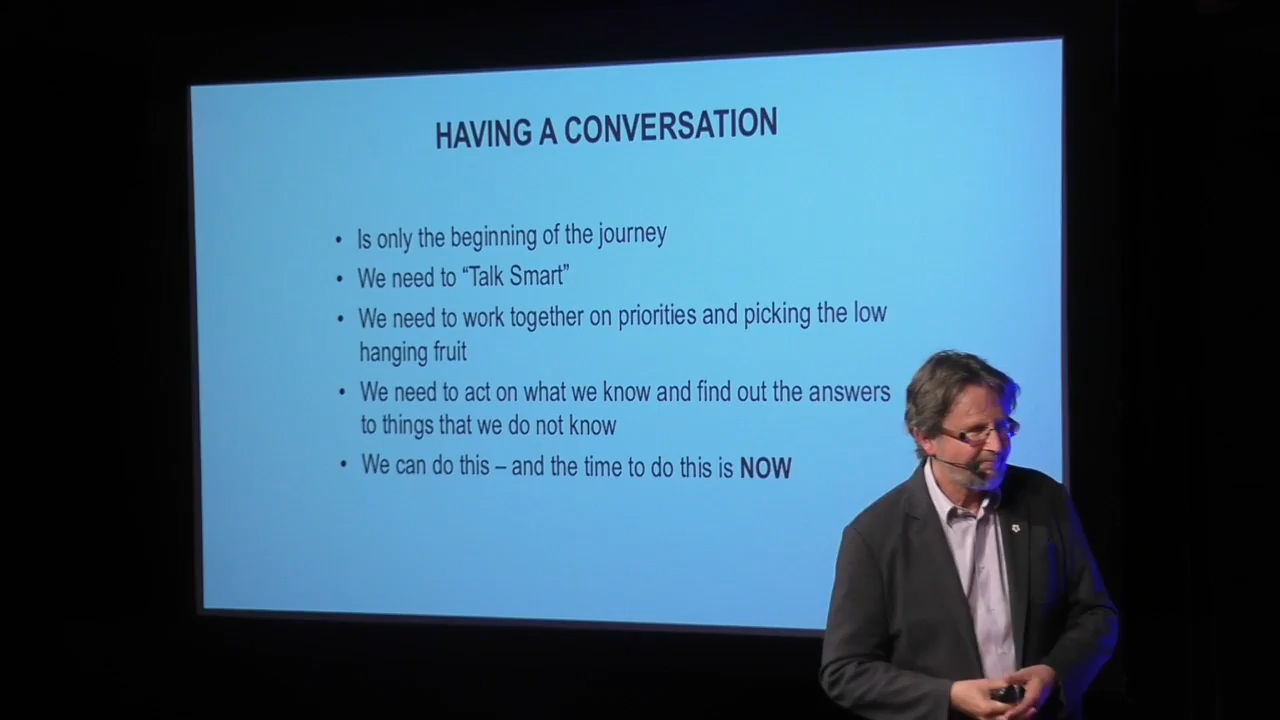 HAVING A CONVERSATION
• Is only the beginning of the journey
• We need to “Talk Smart”
• We need to work together on priorities and picking the low
hanging fruit
• We need to act on what we know and find out the answers
to things that we do not know
• We can do this – and the time to do this is NOW